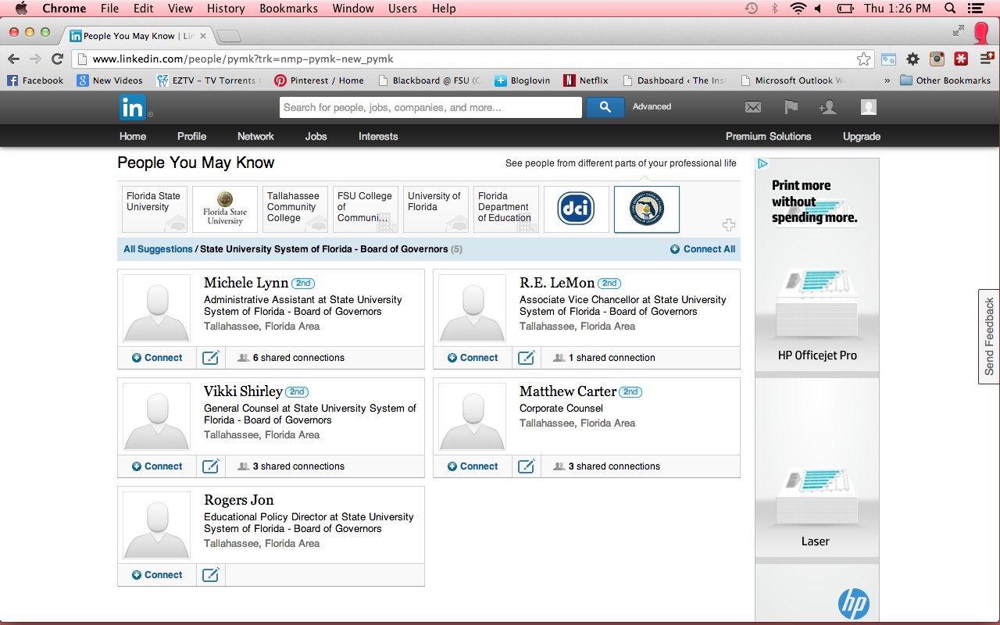 Chrome File Edit View History Bookmarks Window Users Help Thu 1:26 PM
in People You May Know | Lin
www.linkedin.com/people/pymk?trk=nmp-pymk-new_pymk
Facebook New Videos EZTV - TV Torrents Pinterest / Home Blackboard @ FSU (C Bloglovin Netflix Dashboard ‹ The Ins Microsoft Outlook W » Other Bookmarks
in® Search for people, jobs, companies, and more... Advanced
Home Profile Network Jobs Interests Premium Solutions Upgrade
People You May Know See people from different parts of your professional life
Florida State
University
Florida State
University
Tallahassee
Community
College
FSU College
of
Communi...
University of
Florida
Florida
Department
of Education
dci
All Suggestions / State University System of Florida - Board of Governors (5) Connect All
Michele Lynn 2nd
Administrative Assistant at State University
System of Florida - Board of Governors
Tallahassee, Florida Area
Connect 6 shared connections
R.E. LeMon 2nd
Associate Vice Chancellor at State University
System of Florida - Board of Governors
Tallahassee, Florida Area
Connect 1 shared connection
Vikki Shirley 2nd
General Counsel at State University System of
Florida - Board of Governors
Tallahassee, Florida Area
Connect 3 shared connections
Matthew Carter 2nd
Corporate Counsel
Tallahassee, Florida Area
Connect 3 shared connections
Rogers Jon
Educational Policy Director at State University
System of Florida - Board of Governors
Tallahassee, Florida Area
Connect
Print more
without
spending more.
HP Officejet Pro
Laser
hp
Send Feedback